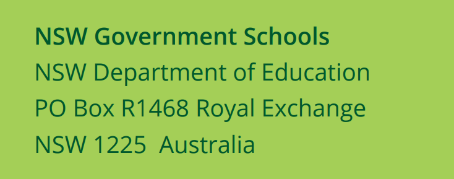 NSW Government Schools
NSW Department of Education
PO Box R1468 Royal Exchange
NSW 1225  Australia